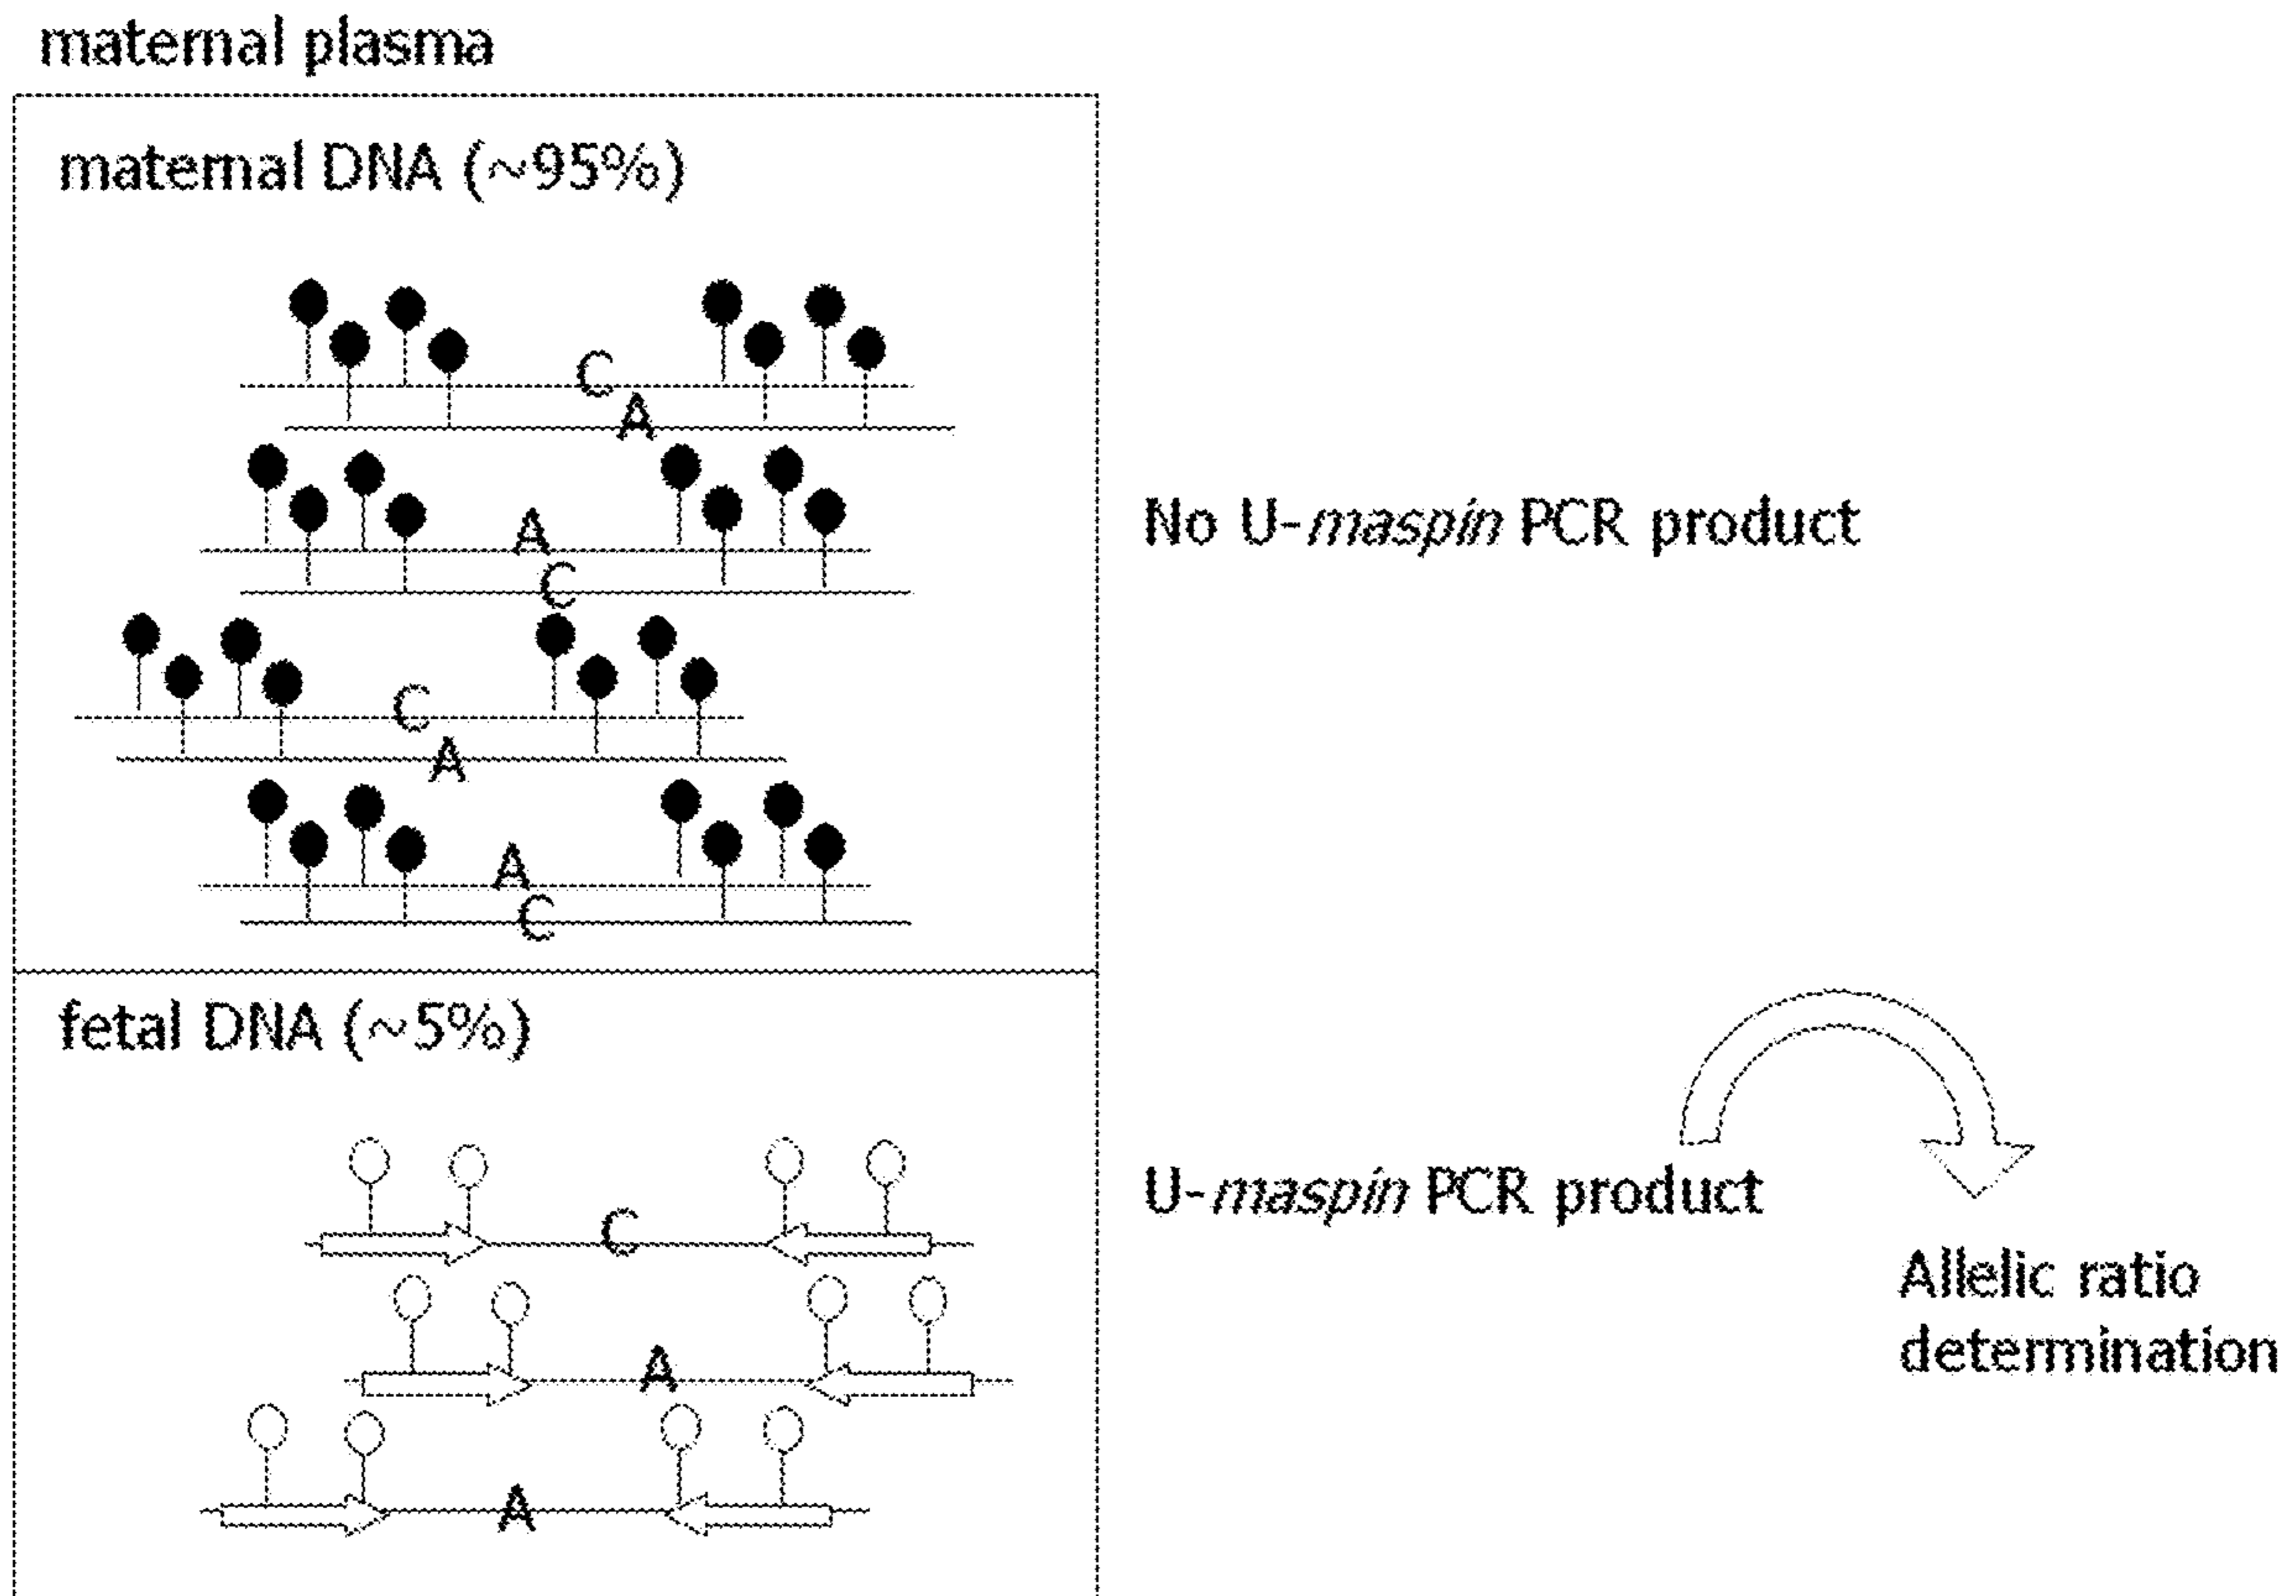 maternal plasma
maternal DNA (~95%)
C
A
A
C
No U-maspin PCR product
C
A
A
C
fetal DNA (~5%)
C
U-maspin PCR product
A
Allelic ratio
determination
A